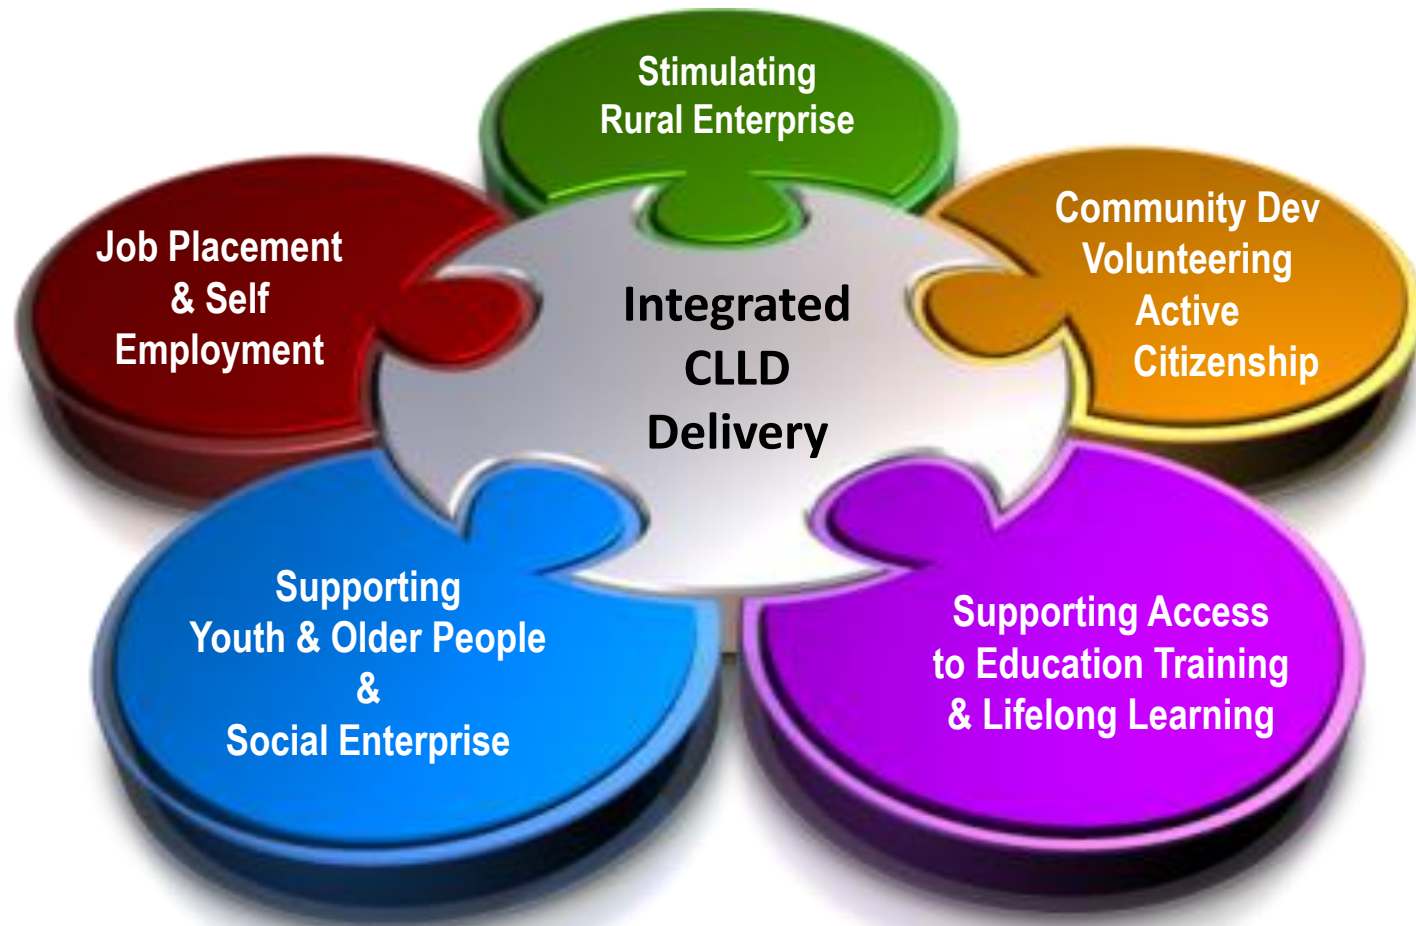 Stimulating
Rural Enterprise
Job Placement
& Self
Employment
Community Dev
Volunteering
Active
Citizenship
Integrated
CLLD
Delivery
Supporting
Youth & Older People
&
Social Enterprise
Supporting Access
to Education Training
& Lifelong Learning